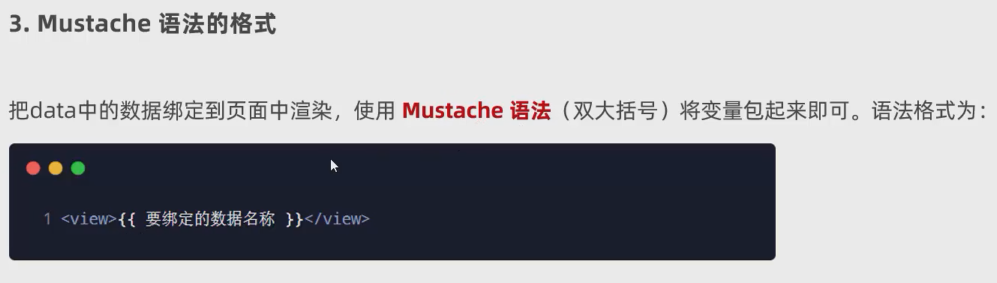 3. Mustache 语法的格式
把data中的数据绑定到页面中渲染，使用 Mustache 语法（双大括号）将变量包起来即可。语法格式为：
1 <view>{{ 要绑定的数据名称 }}</view>